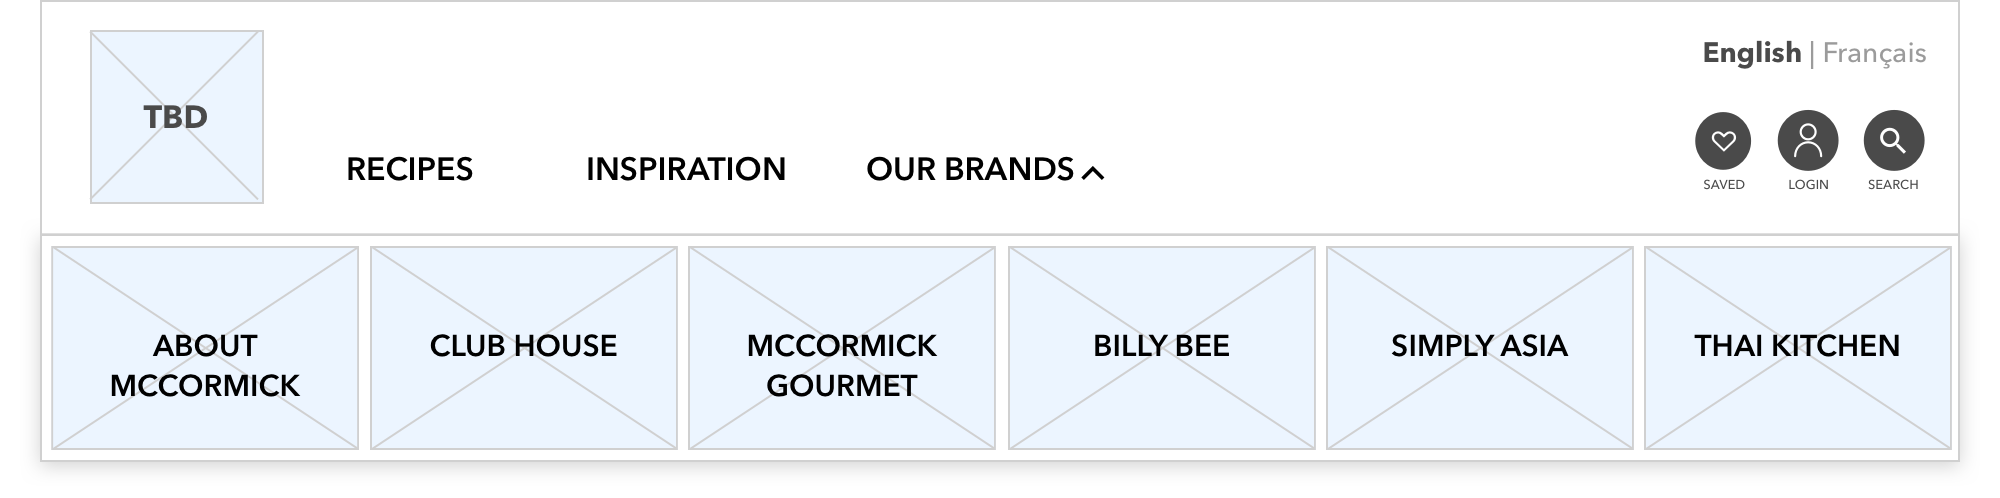 English | Français
TBD
RECIPES
INSPIRATION
OUR BRANDS
SAVED
LOGIN
SEARCH
ABOUT
MCCORMICK
CLUB HOUSE
MCCORMICK
GOURMET
BILLY BEE
SIMPLY ASIA
THAI KITCHEN